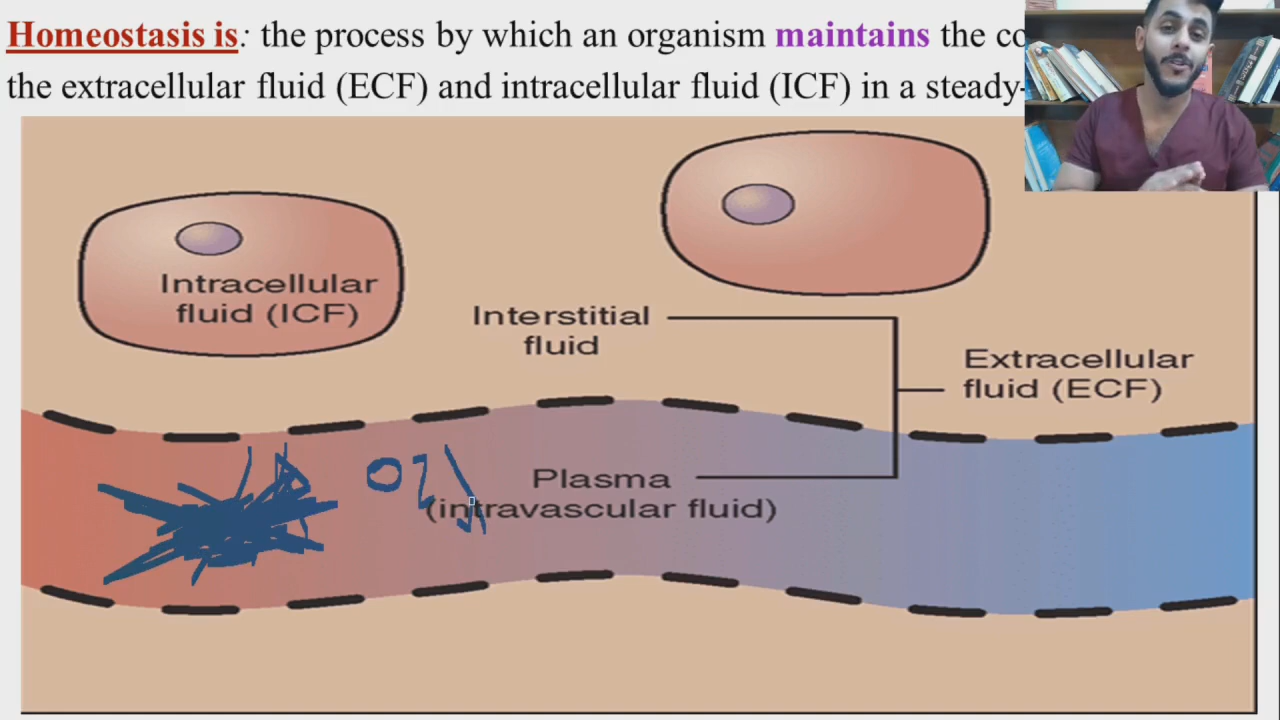 Homeostasis is: the process by which an organism maintains the
the extracellular fluid (ECF) and intracellular fluid (ICF) in a steady-
Intracellular
fluid (ICF)
Interstitial
fluid
Extracellular
fluid (ECF)
O2
Plasma
(intravascular fluid)